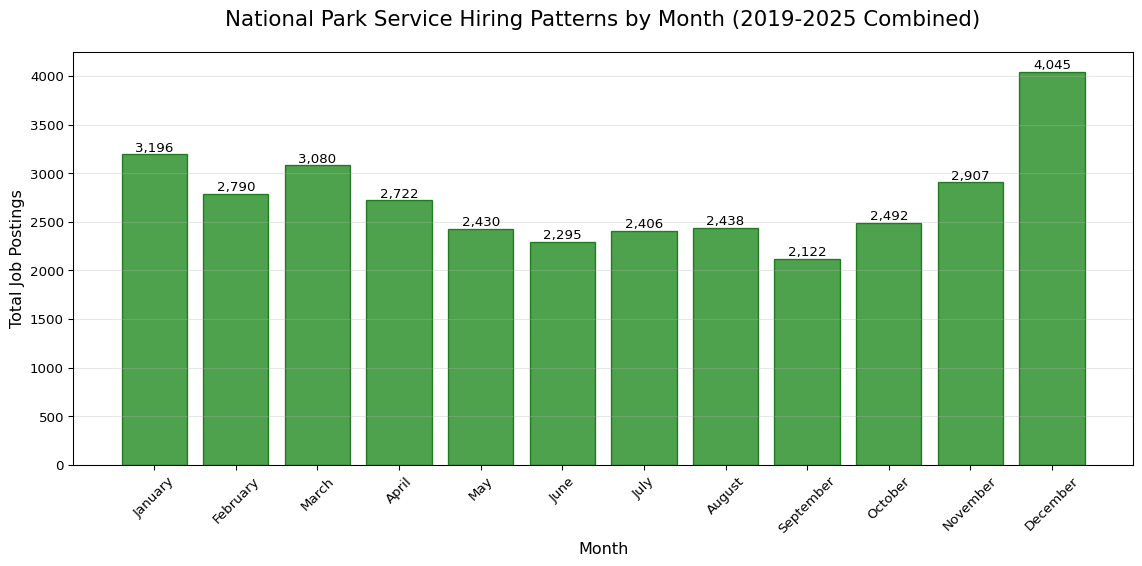 National Park Service Hiring Patterns by Month (2019-2025 Combined)
Total Job Postings
4000
3500
3000
2500
2000
1500
1000
500
0
3,196
2,790
3,080
2,722
2,430
2,295
2,406
2,438
2,122
2,492
2,907
4,045
January
February
March
April
May
June
July
August
September
October
November
December
Month